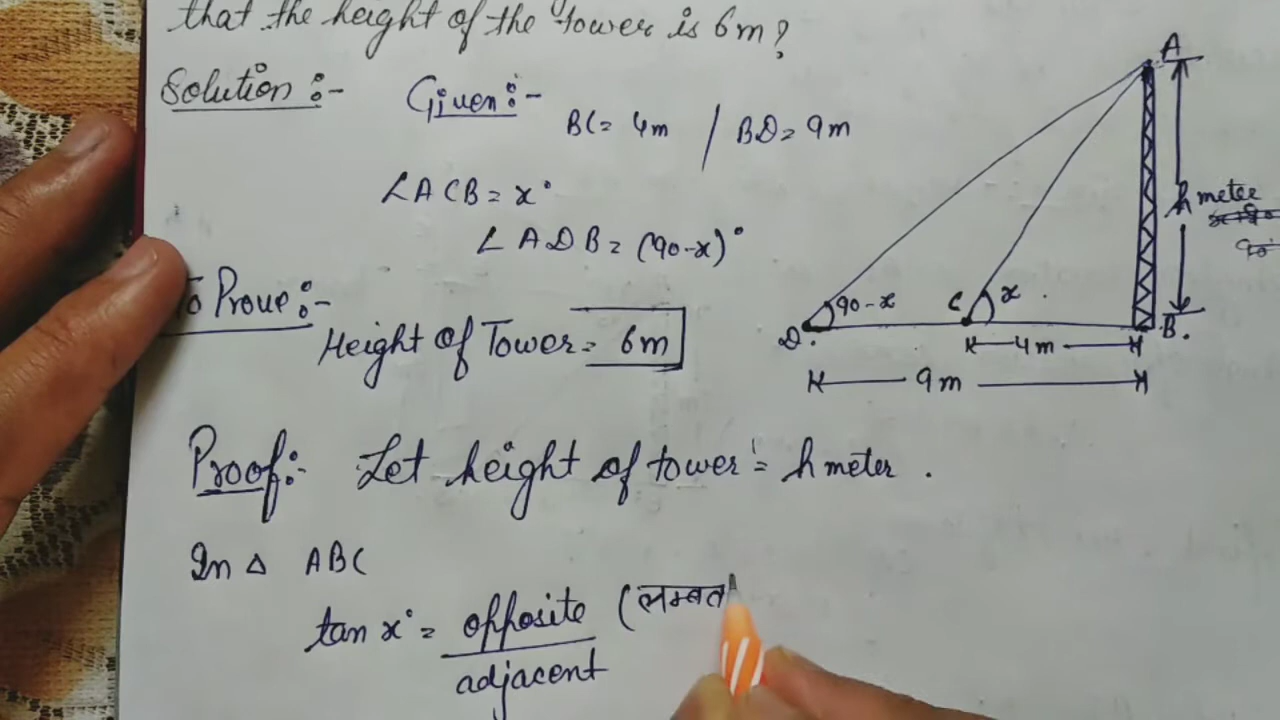 that the height of the tower is 6m?
Solution :-
Given :-
BC = 4m / BD = 9m
∠ACB = x°
∠ADB = (90-x)°
To Prove :-
Height of Tower = 6m
Proof :- Let height of tower = h meter .
In Δ ABC
tan x° = opposite (लम्बत
adjacent
A
h meter
90-x
C
x
D.
B.
4m
9m